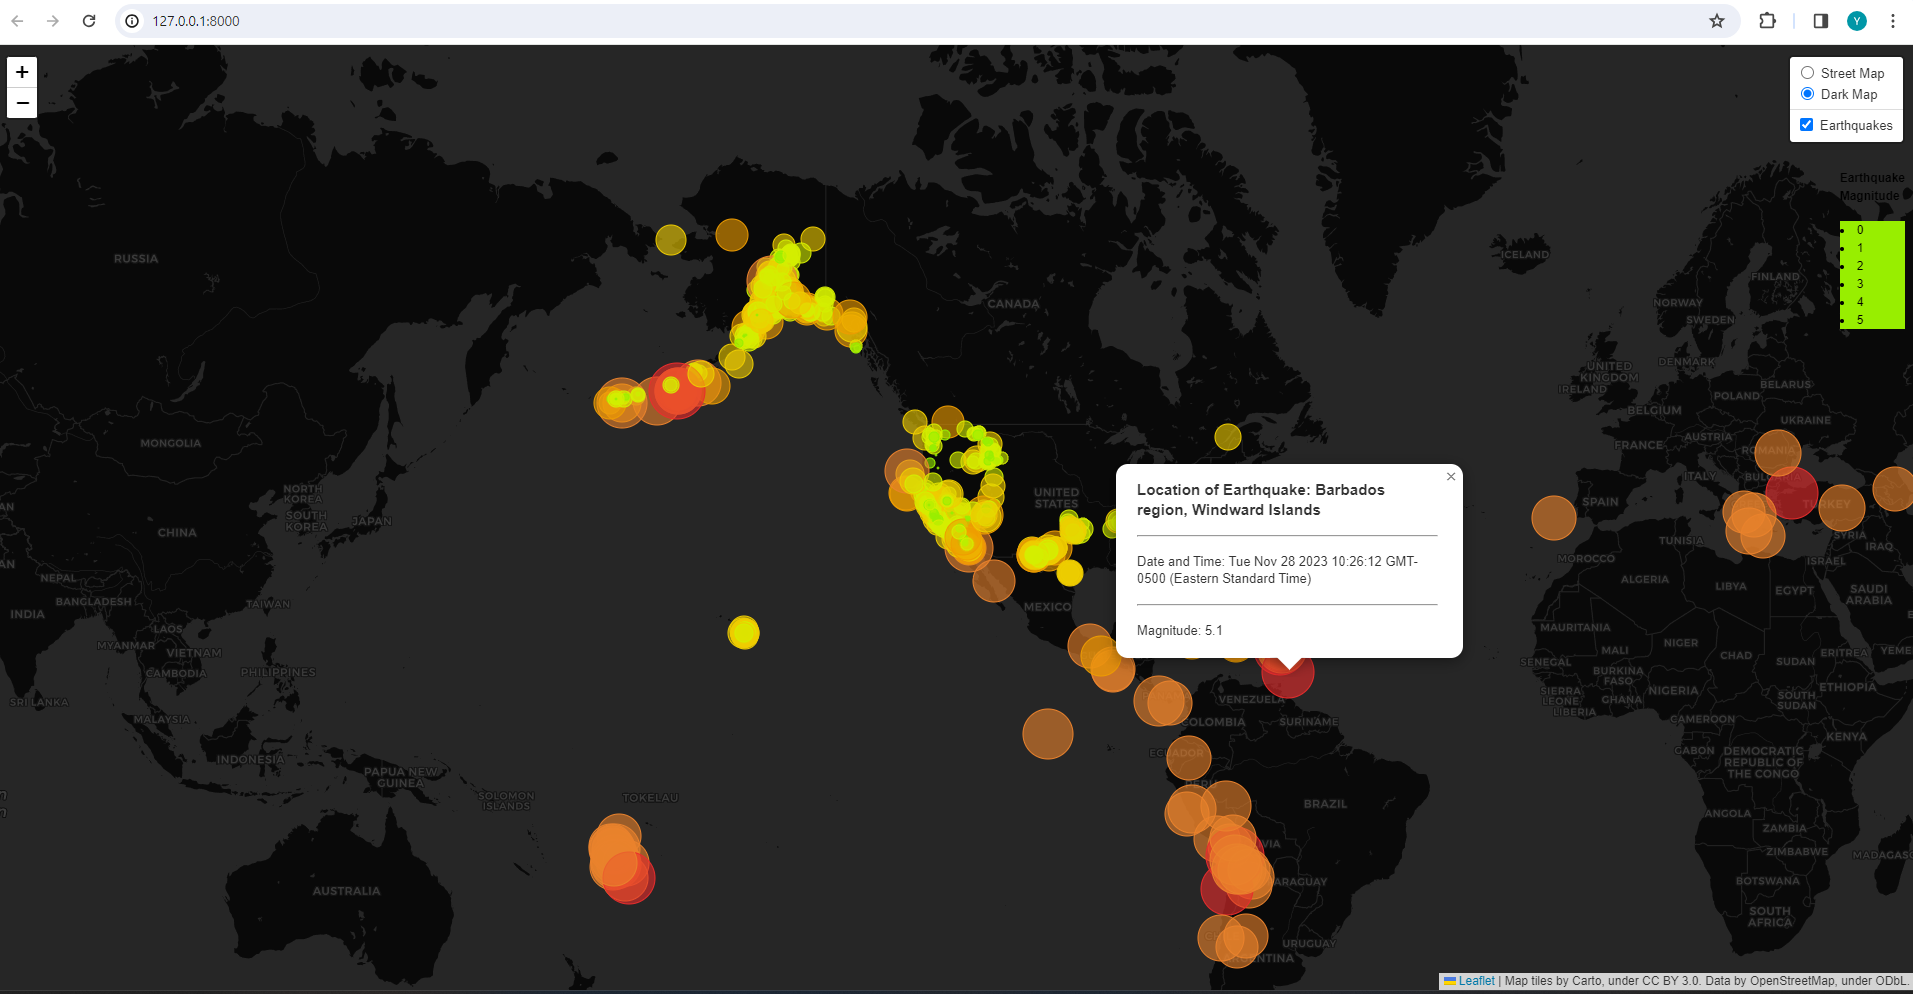 127.0.0.1:8000
Y
+
−
Street Map
Dark Map
Earthquakes
Earthquake
Magnitude
0
1
2
3
4
5
RUSSIA
CANADA
ICELAND
FINLAND
NORWAY
SWEDEN
DENMARK
UNITED
KINGDOM
IRELAND
BELARUS
POLAND
BELGIUM
UKRAINE
AUSTRIA
FRANCE
ROMANIA
ITALY
SPAIN
TURKEY
MONGOLIA
NORTH
KOREA
SOUTH
KOREA
JAPAN
CHINA
UNITED
STATES
Location of Earthquake: Barbados
region, Windward Islands
×
Date and Time: Tue Nov 28 2023 10:26:12 GMT-
0500 (Eastern Standard Time)
Magnitude: 5.1
TUNISIA
SYRIA
IRAQ
MOROCCO
ISRAEL
ALGERIA
LIBYA
EGYPT
SAUDI
ARABIA
NEPAL
BANGLADESH
TAIWAN
INDIA
MEXICO
MYANMAR
LAOS
VIETNAM
CAMBODIA
PHILIPPINES
SRI LANKA
MALAYSIA
MAURITANIA
MALI
NIGER
CHAD
SUDAN
ERITREA
YEME
SENEGAL
BURKINA
FASO
SIERRA
LEONE
GHANA
NIGERIA
LIBERIA
SOUTH
SUDAN
ETHIOPIA
CAMEROON
VENEZUELA
COLOMBIA
SURINAME
ECUADOR
PERU
GABON
DEMOCRATIC
REPUBLIC OF
THE CONGO
KENYA
INDONESIA
PAPUA NEW
GUINEA
SOLOMON
ISLANDS
TOKELAU
BRAZIL
VIA
ARAGUAY
ANGOLA
ZAMBIA
ZIMBABWE
MADAGASC
BOTSWANA
SOUTH
AFRICA
AUSTRALIA
URUGUAY
ENTINA
Leaflet | Map tiles by Carto, under CC BY 3.0. Data by OpenStreetMap, under ODbL.